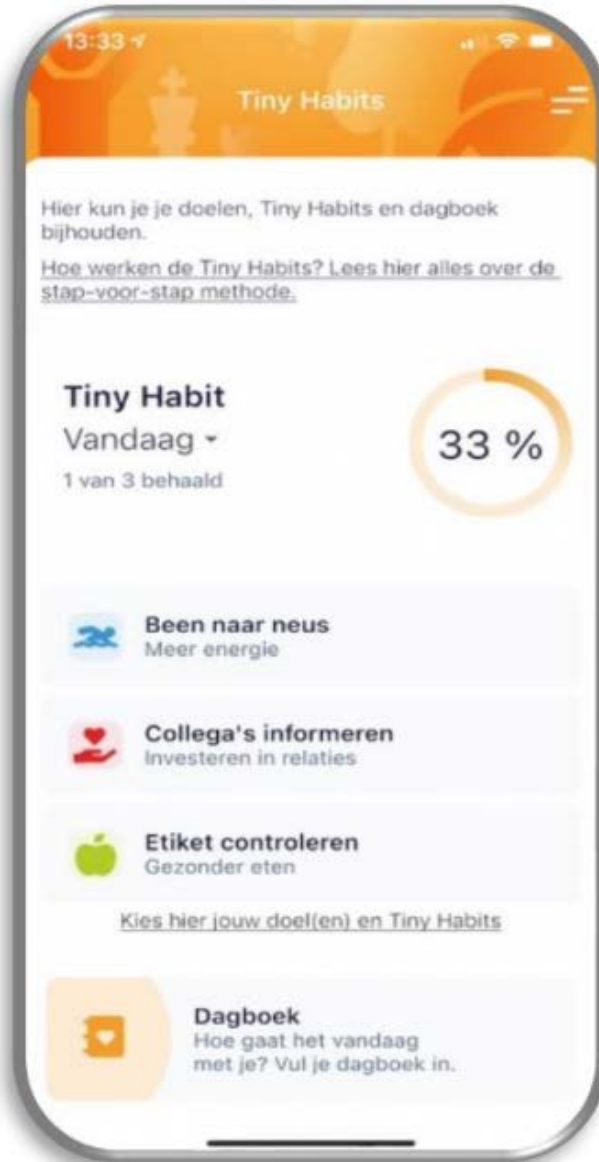 13:33
Tiny Habits
Hier kun je je doelen, Tiny Habits en dagboek
bijhouden.
Hoe werken de Tiny Habits? Lees hier alles over de
stap-voor-stap methode.
Tiny Habit
Vandaag
1 van 3 behaald
33 %
Been naar neus
Meer energie
Collega's informeren
Investeren in relaties
Etiket controleren
Gezonder eten
Kies hier jouw doel(en) en Tiny Habits
Dagboek
Hoe gaat het vandaag
met je? Vul je dagboek in.